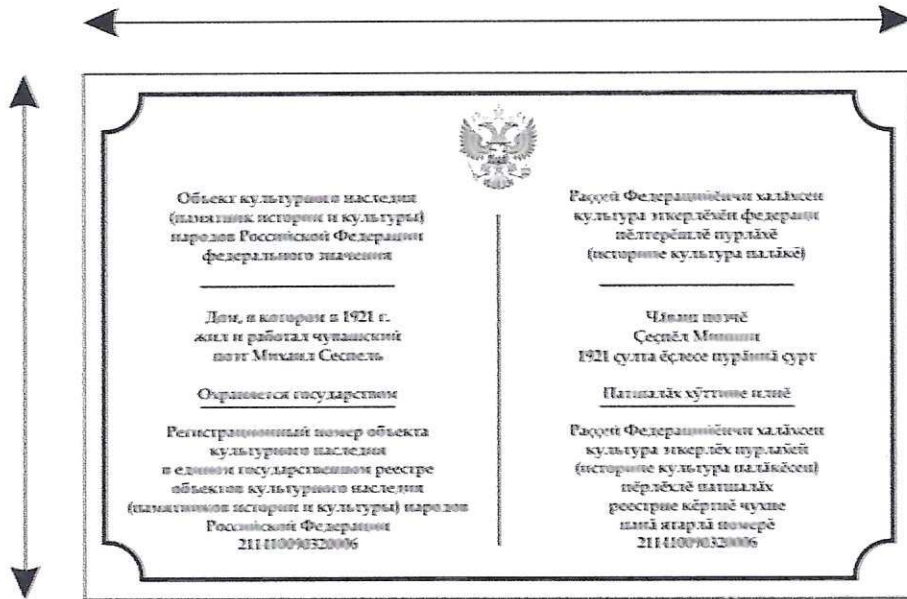 Объект культурного наследия
(памятник истории и культуры)
народов Российской Федерации
федерального значения
Дом, в котором в 1921 г.
жил и работал чувашский
поэт Михаил Сеспель
Охраняется государством
Регистрационный номер объекта
культурного наследия
в едином государственном реестре
объектов культурного наследия
(памятников истории и культуры) народов
Российской Федерации
211410090320006
Раççей Федерацийĕнчи халăхсен
культура эткерлĕхĕн федераци
пĕлтерĕшлĕ пурлăхĕ
(историпе культура палăкĕ)
Чăваш поэчĕ
Çеçпĕл Мишши
1921 çулта ĕçлесе пурăннă çурт
Патшалăх хӳттине илнĕ
Раççей Федерацийĕнчи халăхсен
культура эткерлĕх пурлăхĕн
(историпе культура палăкĕсен)
пĕрлĕхлĕ патшалăх
реестрне кĕртнĕ чухне
панă ятарлă номерĕ
211410090320006